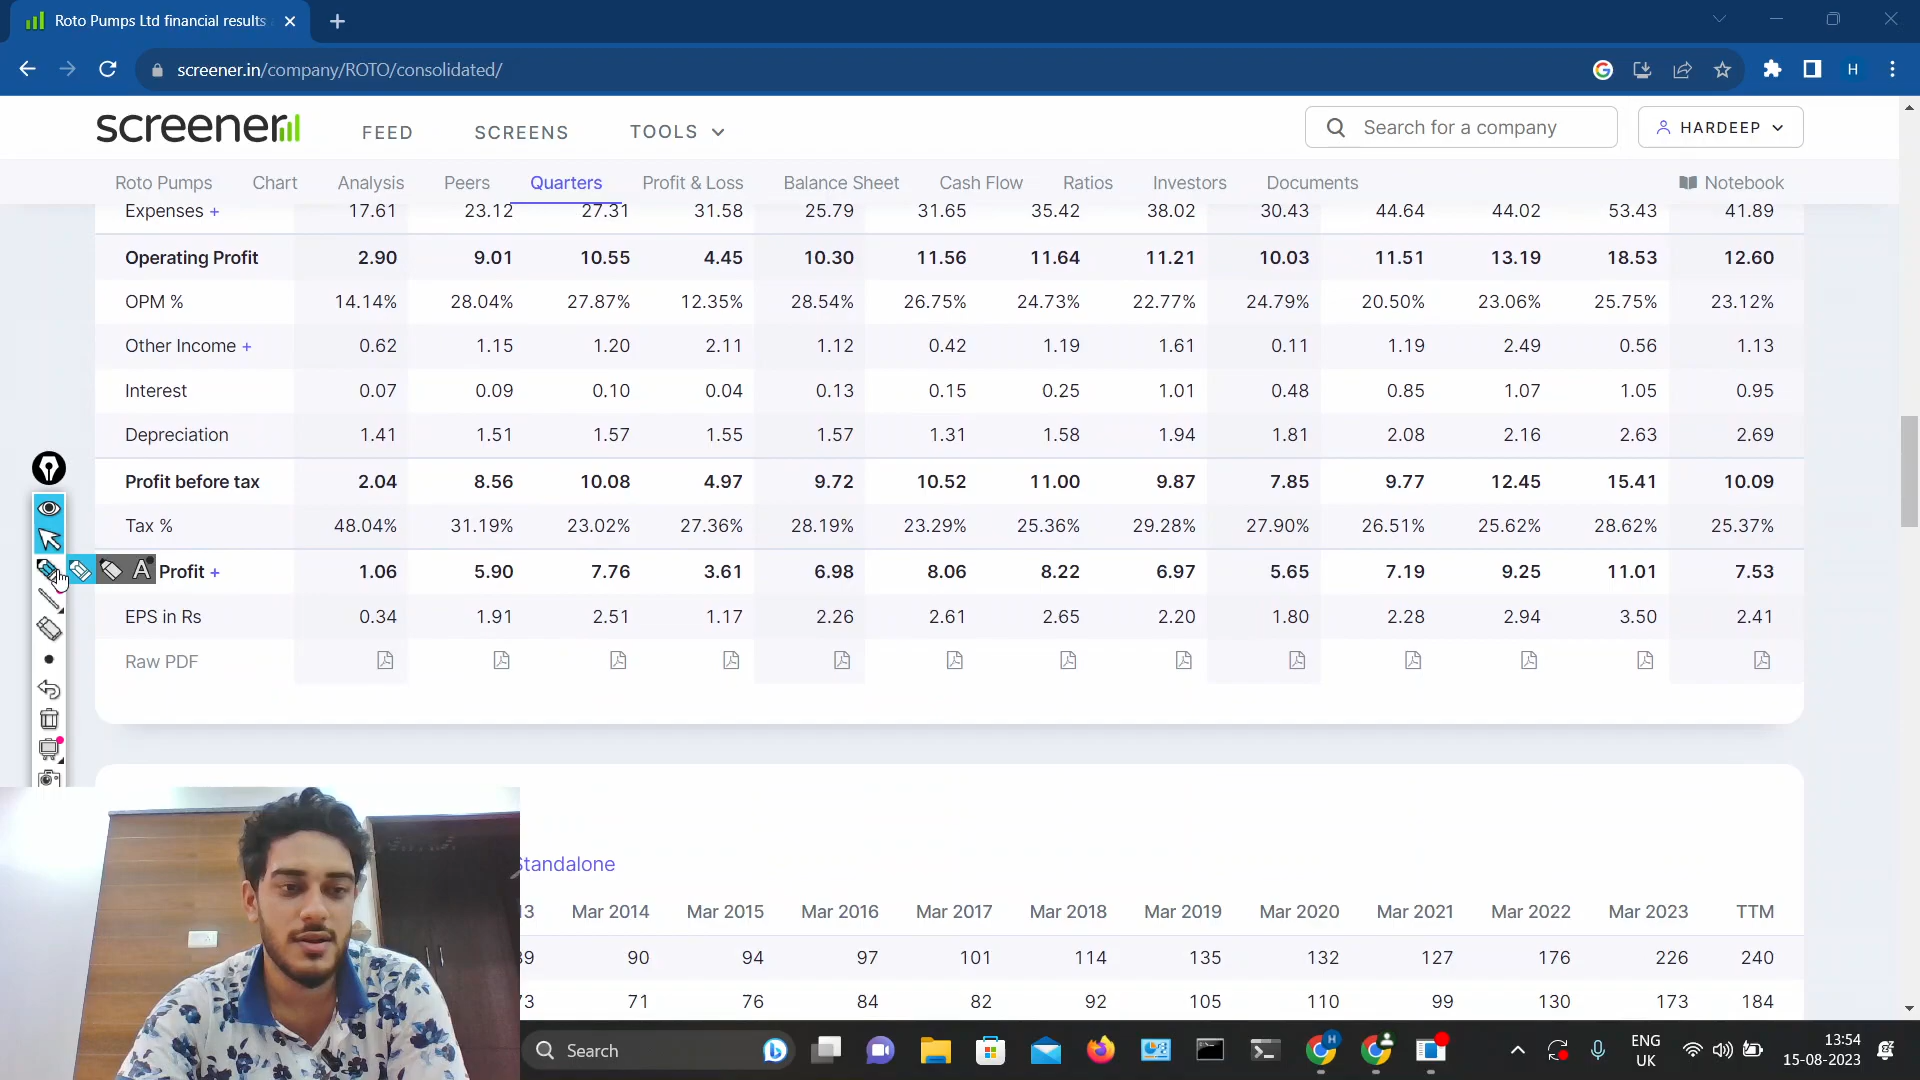 Roto Pumps Ltd financial results
screener.in/company/ROTO/consolidated/
H
screener
FEED SCREENS TOOLS
Search for a company
HARDEEP
Roto Pumps Chart Analysis Peers Quarters Profit & Loss Balance Sheet Cash Flow Ratios Investors Documents Notebook
Expenses + 17.61 23.12 27.31 31.58 25.79 31.65 35.42 38.02 30.43 44.64 44.02 53.43 41.89
Operating Profit 2.90 9.01 10.55 4.45 10.30 11.56 11.64 11.21 10.03 11.51 13.19 18.53 12.60
OPM % 14.14% 28.04% 27.87% 12.35% 28.54% 26.75% 24.73% 22.77% 24.79% 20.50% 23.06% 25.75% 23.12%
Other Income + 0.62 1.15 1.20 2.11 1.12 0.42 1.19 1.61 0.11 1.19 2.49 0.56 1.13
Interest 0.07 0.09 0.10 0.04 0.13 0.15 0.25 1.01 0.48 0.85 1.07 1.05 0.95
Depreciation 1.41 1.51 1.57 1.55 1.57 1.31 1.58 1.94 1.81 2.08 2.16 2.63 2.69
Profit before tax 2.04 8.56 10.08 4.97 9.72 10.52 11.00 9.87 7.85 9.77 12.45 15.41 10.09
Tax % 48.04% 31.19% 23.02% 27.36% 28.19% 23.29% 25.36% 29.28% 27.90% 26.51% 25.62% 28.62% 25.37%
A Profit + 1.06 5.90 7.76 3.61 6.98 8.06 8.22 6.97 5.65 7.19 9.25 11.01 7.53
EPS in Rs 0.34 1.91 2.51 1.17 2.26 2.61 2.65 2.20 1.80 2.28 2.94 3.50 2.41
Raw PDF
Standalone
13 Mar 2014 Mar 2015 Mar 2016 Mar 2017 Mar 2018 Mar 2019 Mar 2020 Mar 2021 Mar 2022 Mar 2023 TTM
90 94 97 101 114 135 132 127 176 226 240
71 76 84 82 92 105 110 99 130 173 184
Search
ENG
UK
13:54
15-08-2023